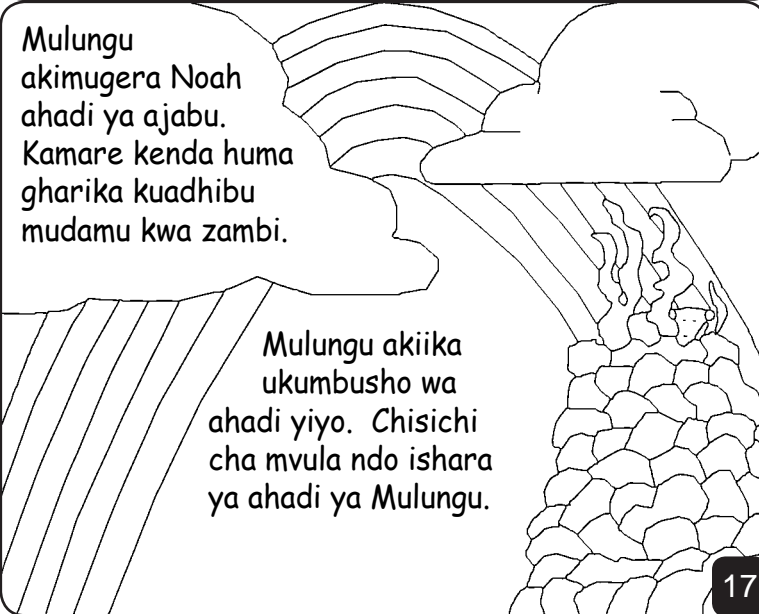 Mulungu
akimugera Noah
ahadi ya ajabu.
Kamare kenda huma
gharika kuadhibu
mudamu kwa zambi.
Mulungu akiika
ukumbusho wa
ahadi yiyo. Chisichi
cha mvula ndo ishara
ya ahadi ya Mulungu.
17